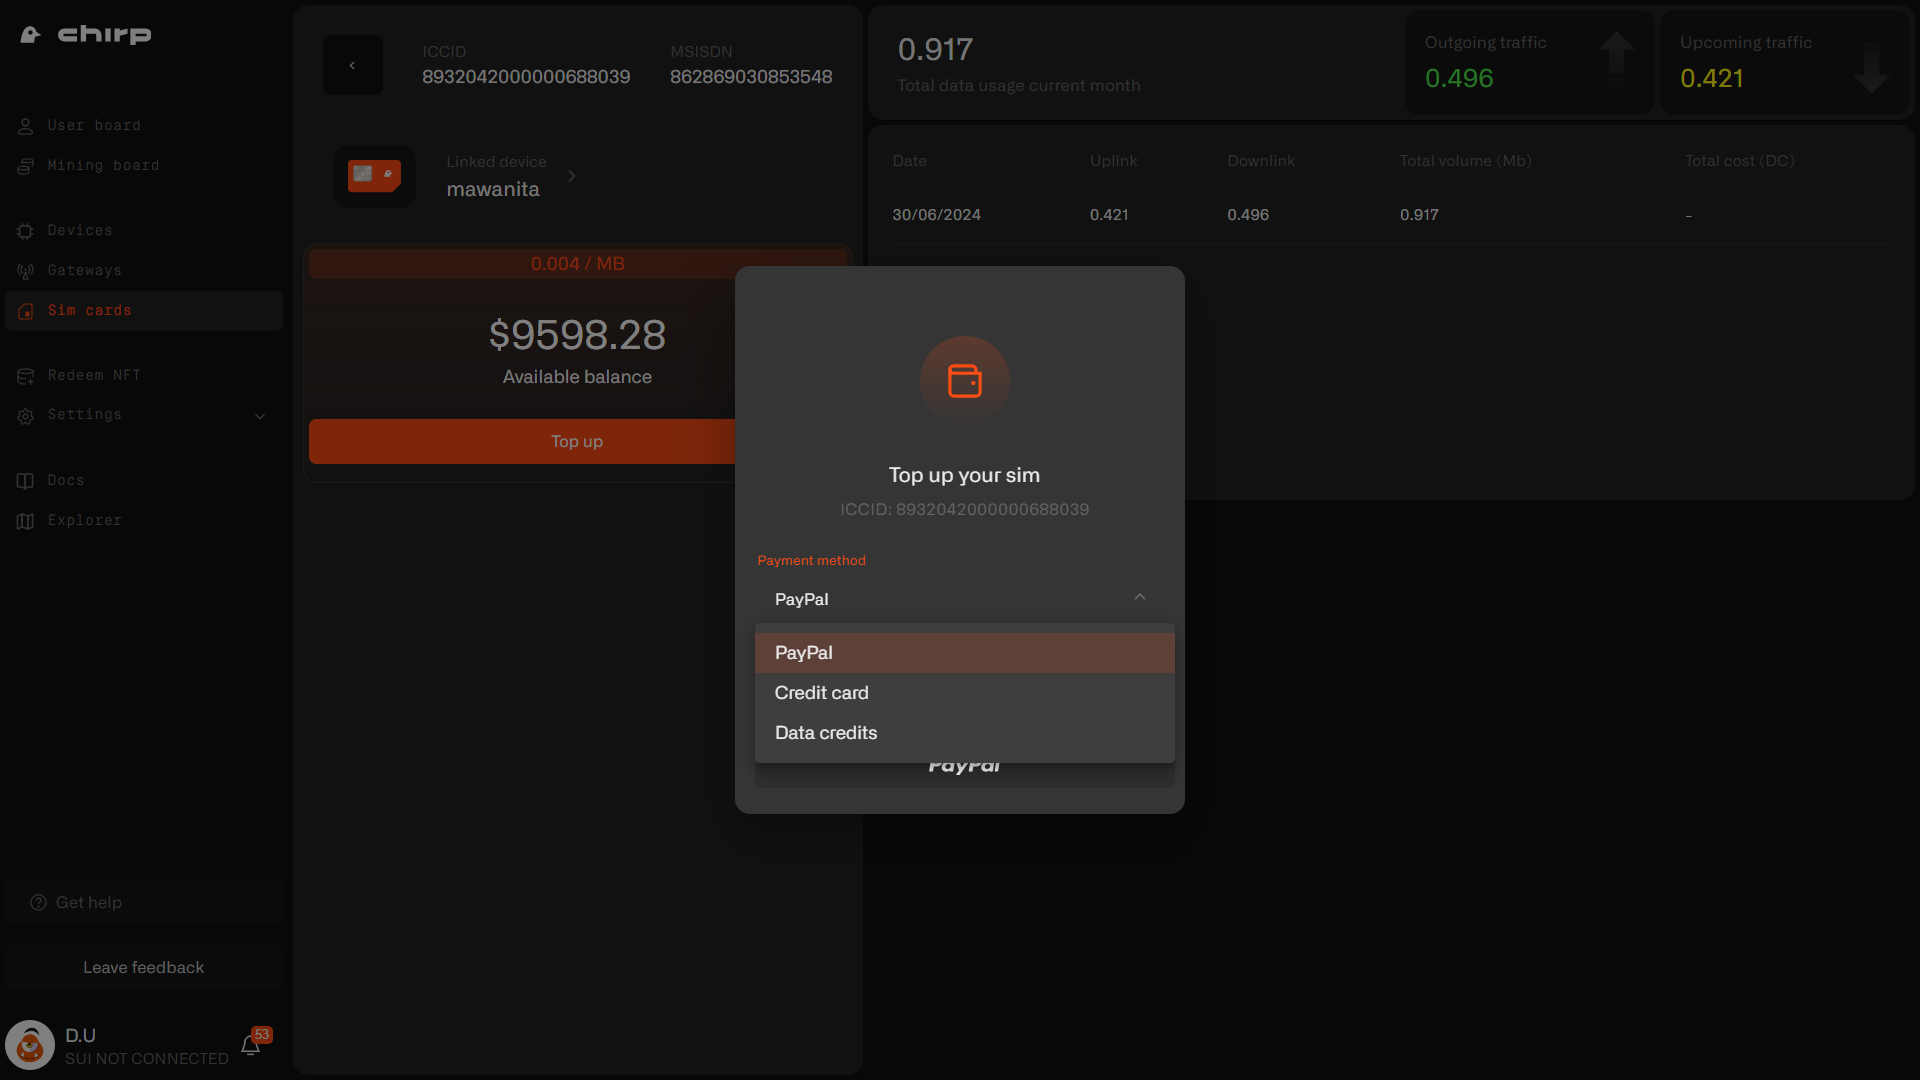 chirp
User board
Mining board
Devices
Gateways
Sim cards
Redeem NFT
Settings
Docs
Explorer
Get help
Leave feedback
D.U
SUI NOT CONNECTED
53
ICCID
8932042000000688039
MSISDN
862869030853548
Linked device
mawanita
0.004 / MB
$9598.28
Available balance
Top up
0.917
Total data usage current month
Outgoing traffic
0.496
Upcoming traffic
0.421
Date Uplink Downlink Total volume (Mb) Total cost (DC)
30/06/2024 0.421 0.496 0.917 -
Top up your sim
ICCID: 8932042000000688039
Payment method
PayPal
PayPal
Credit card
Data credits
PayPal